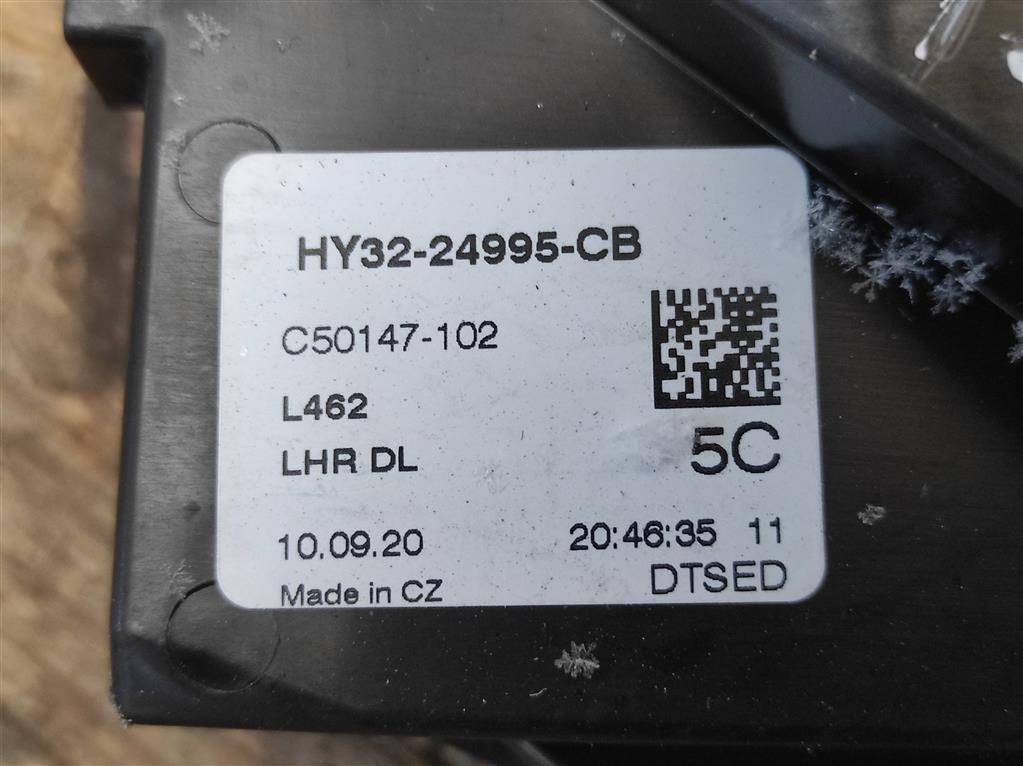 HY32-24995-CB
C50147-102
L462
LHR DL
5C
10.09.20 20:46:35 11
Made in CZ DTSED